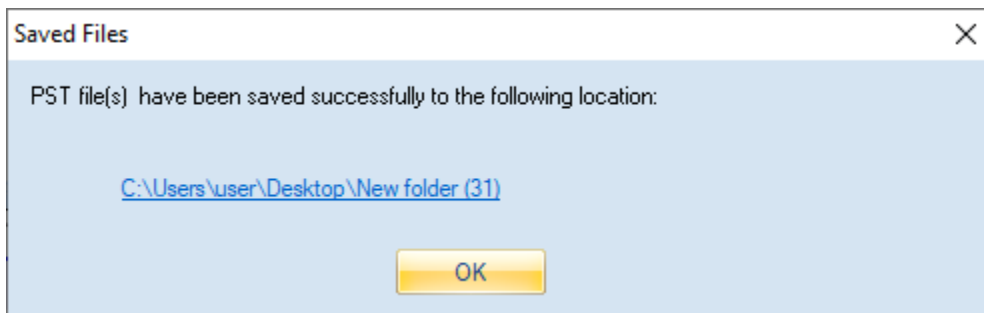 Saved Files
PST file(s)  have been saved successfully to the following location:
C:\Users\user\Desktop\New folder (31)
OK